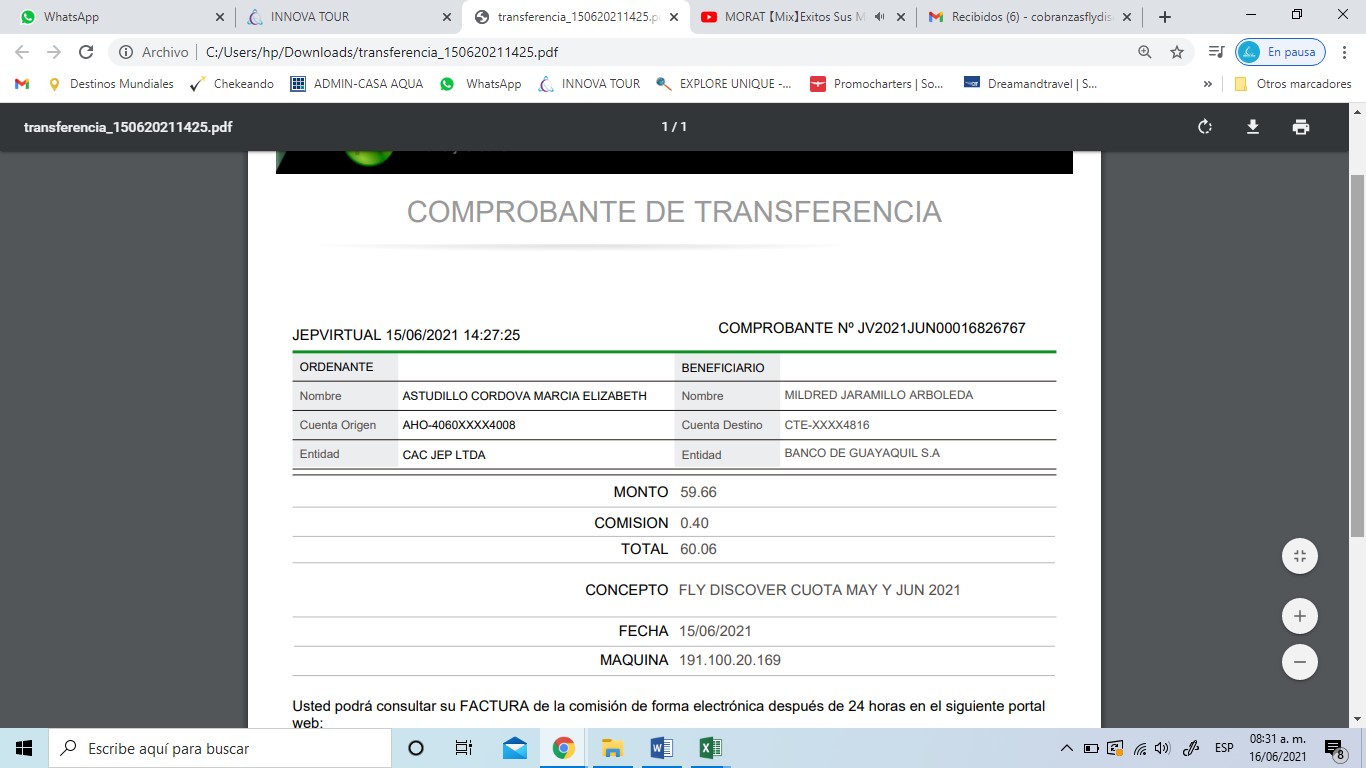 WhatsApp
INNOVA TOUR
transferencia_150620211425.p
MORAT【Mix】Exitos Sus M
Recibidos (6) - cobranzasflydis
Archivo
C:/Users/hp/Downloads/transferencia_150620211425.pdf
En pausa
Destinos Mundiales
Chekeando
ADMIN-CASA AQUA
WhatsApp
INNOVA TOUR
EXPLORE UNIQUE -...
Promocharters | So...
Dreamandtravel | S...
»
Otros marcadores
transferencia_150620211425.pdf
1 / 1
COMPROBANTE DE TRANSFERENCIA
JEPVIRTUAL 15/06/2021 14:27:25
COMPROBANTE Nº JV2021JUN00016826767
ORDENANTE
BENEFICIARIO
Nombre
ASTUDILLO CORDOVA MARCIA ELIZABETH
Nombre
MILDRED JARAMILLO ARBOLEDA
Cuenta Origen
AHO-4060XXXX4008
Cuenta Destino
CTE-XXXX4816
Entidad
CAC JEP LTDA
Entidad
BANCO DE GUAYAQUIL S.A
MONTO 59.66
COMISION 0.40
TOTAL 60.06
CONCEPTO FLY DISCOVER CUOTA MAY Y JUN 2021
FECHA 15/06/2021
MAQUINA 191.100.20.169
Usted podrá consultar su FACTURA de la comisión de forma electrónica después de 24 horas en el siguiente portal
web:
Escribe aquí para buscar
ESP
08:31 a. m.
16/06/2021
8